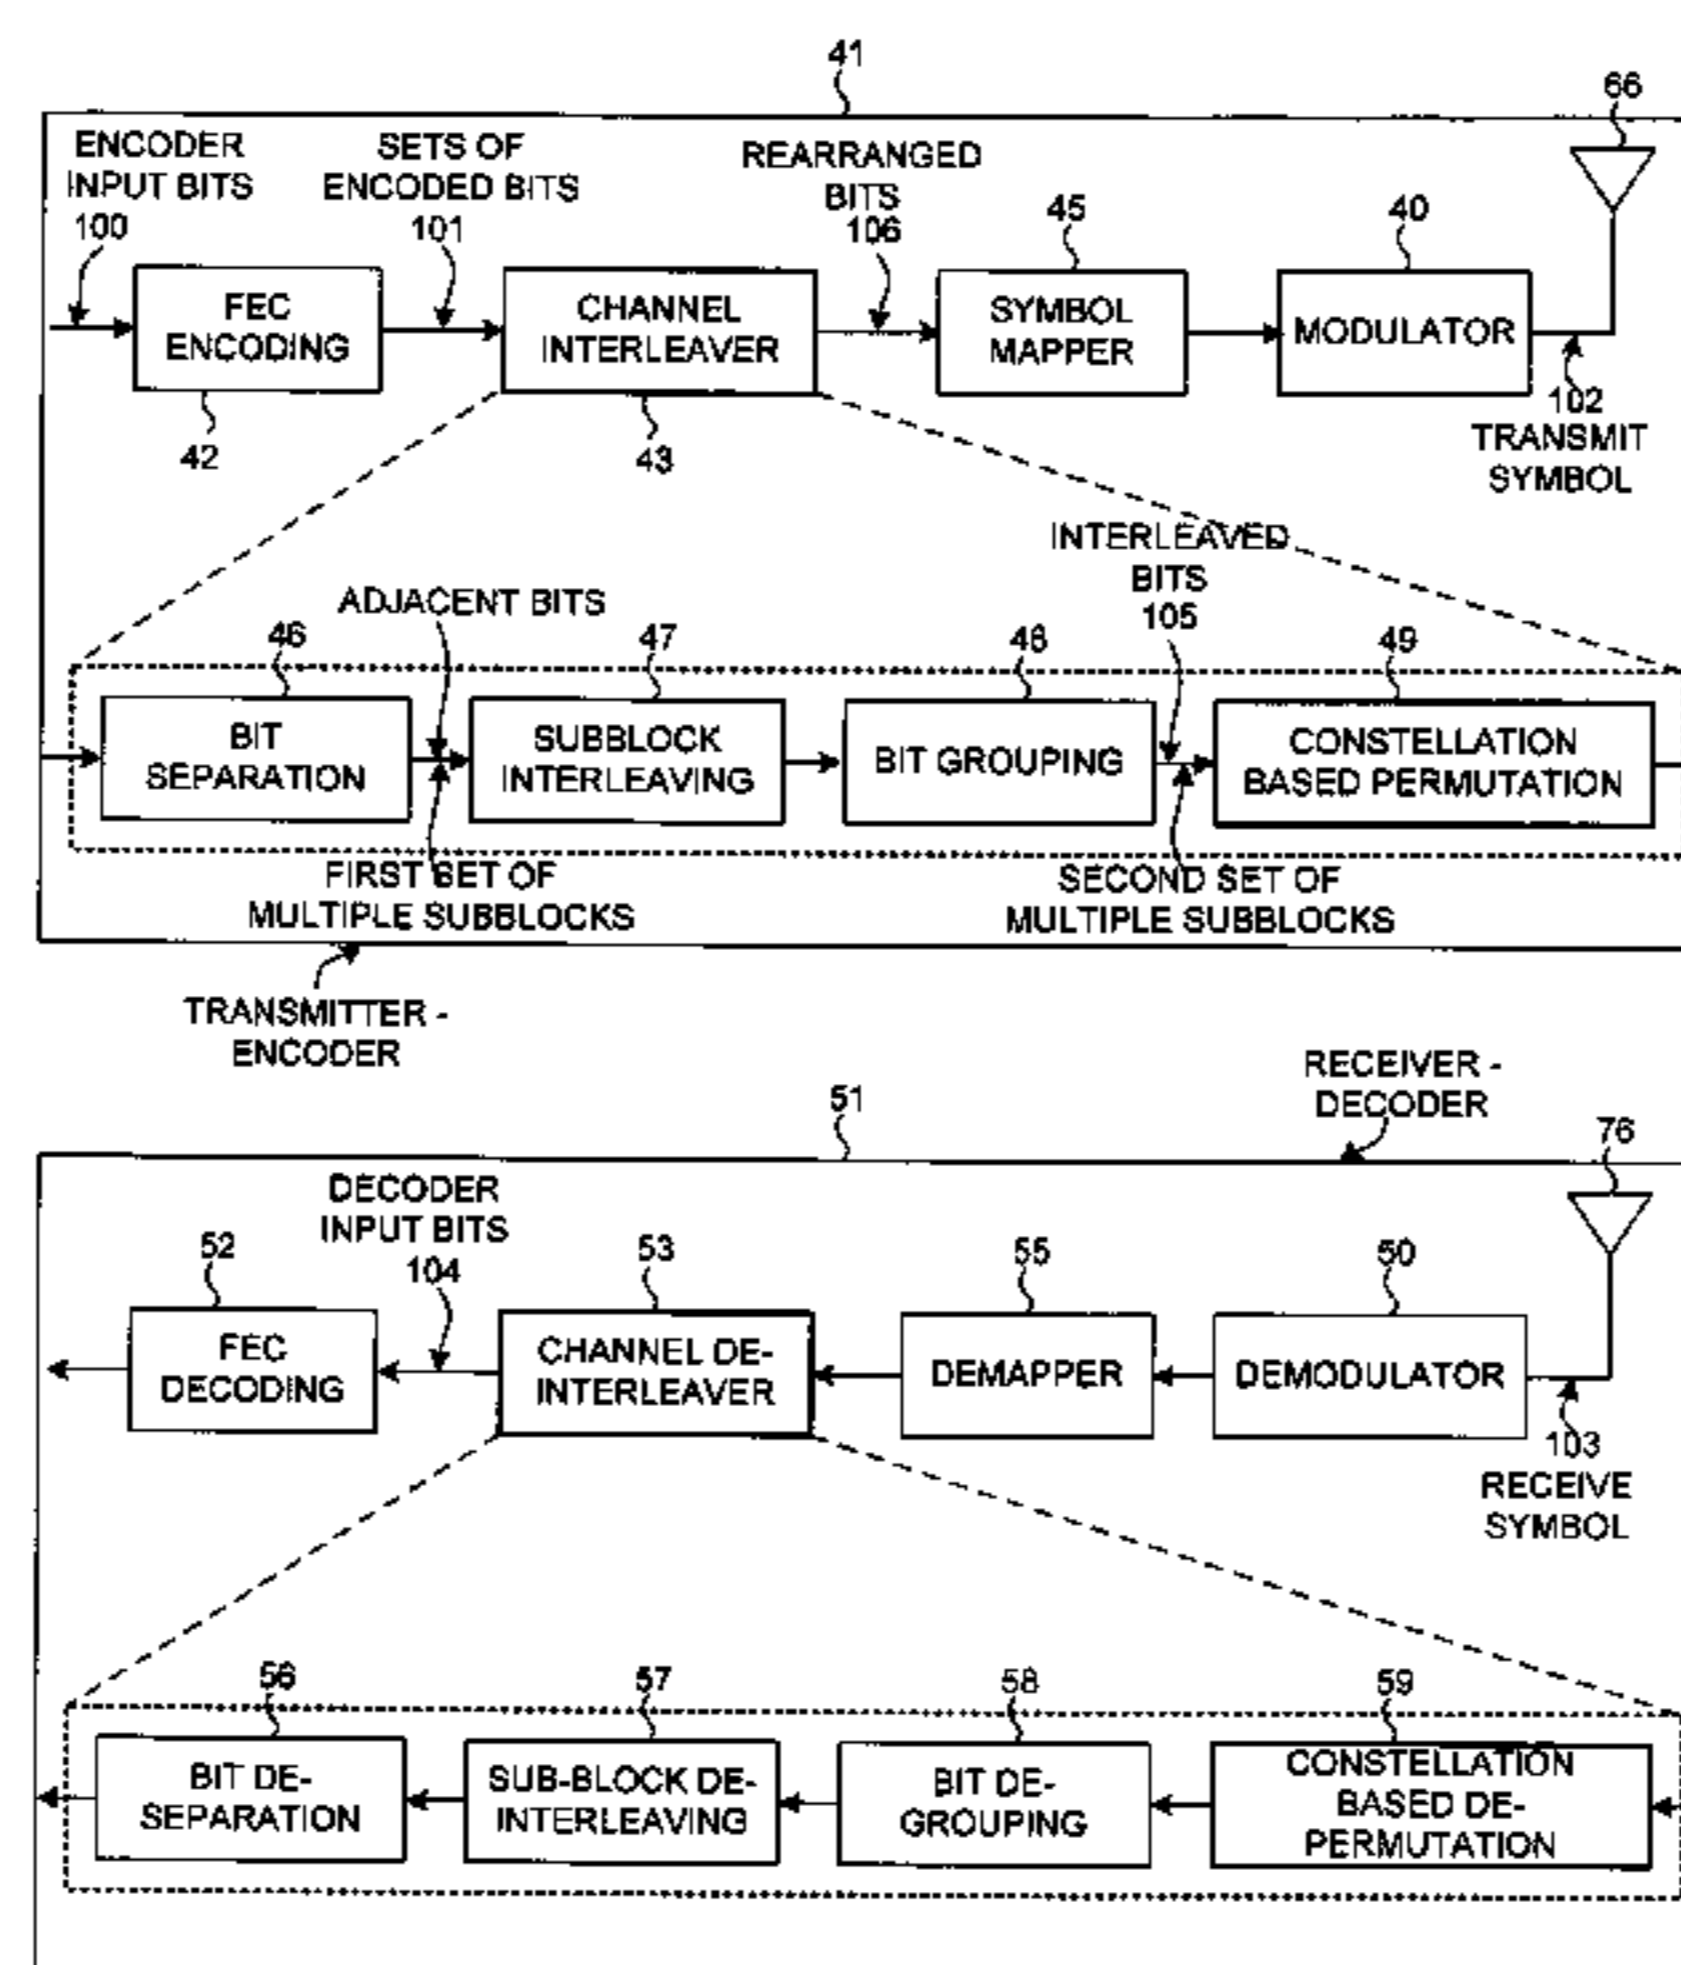 41
66
ENCODER
INPUT BITS
100
SETS OF
ENCODED BITS
101
REARRANGED
BITS
106
45
40
FEC
ENCODING
CHANNEL
INTERLEAVER
SYMBOL
MAPPER
MODULATOR
42
43
102
TRANSMIT
SYMBOL
INTERLEAVED
BITS
105
ADJACENT BITS
46
47
48
49
BIT
SEPARATION
SUBBLOCK
INTERLEAVING
BIT GROUPING
CONSTELLATION
BASED PERMUTATION
FIRST SET OF
MULTIPLE SUBBLOCKS
SECOND SET OF
MULTIPLE SUBBLOCKS
TRANSMITTER -
ENCODER
RECEIVER -
DECODER
51
76
DECODER
INPUT BITS
104
52
53
55
50
FEC
DECODING
CHANNEL DE-
INTERLEAVER
DEMAPPER
DEMODULATOR
103
RECEIVE
SYMBOL
56
57
58
59
BIT DE-
SEPARATION
SUB-BLOCK DE-
INTERLEAVING
BIT DE-
GROUPING
CONSTELLATION
BASED DE-
PERMUTATION